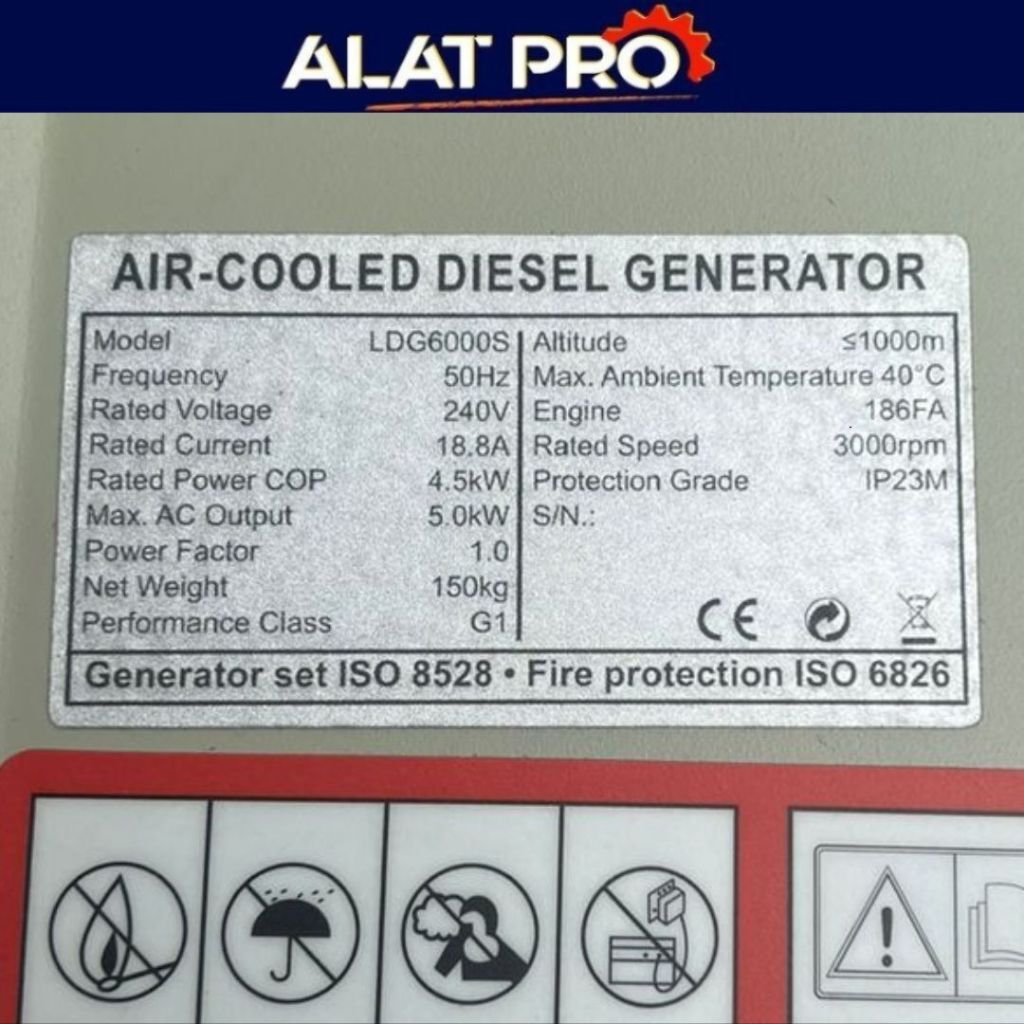 ALAT PRO
AIR-COOLED DIESEL GENERATOR
Model LDG6000S
Frequency 50Hz
Rated Voltage 240V
Rated Current 18.8A
Rated Power COP 4.5kW
Max. AC Output 5.0kW
Power Factor 1.0
Net Weight 150kg
Performance Class G1
Altitude ≤1000m
Max. Ambient Temperature 40°C
Engine 186FA
Rated Speed 3000rpm
Protection Grade IP23M
S/N.:
CE
Generator set ISO 8528 • Fire protection ISO 6826